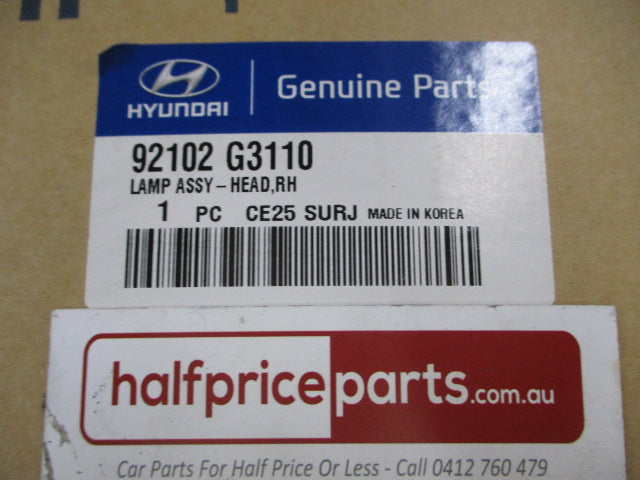 HYUNDAI
Genuine Parts
92102 G3110
LAMP ASSY-HEAD,RH
1 PC CE25 SURJ MADE IN KOREA
halfpriceparts.com.au
Car Parts For Half Price Or Less - Call 0412 760 479